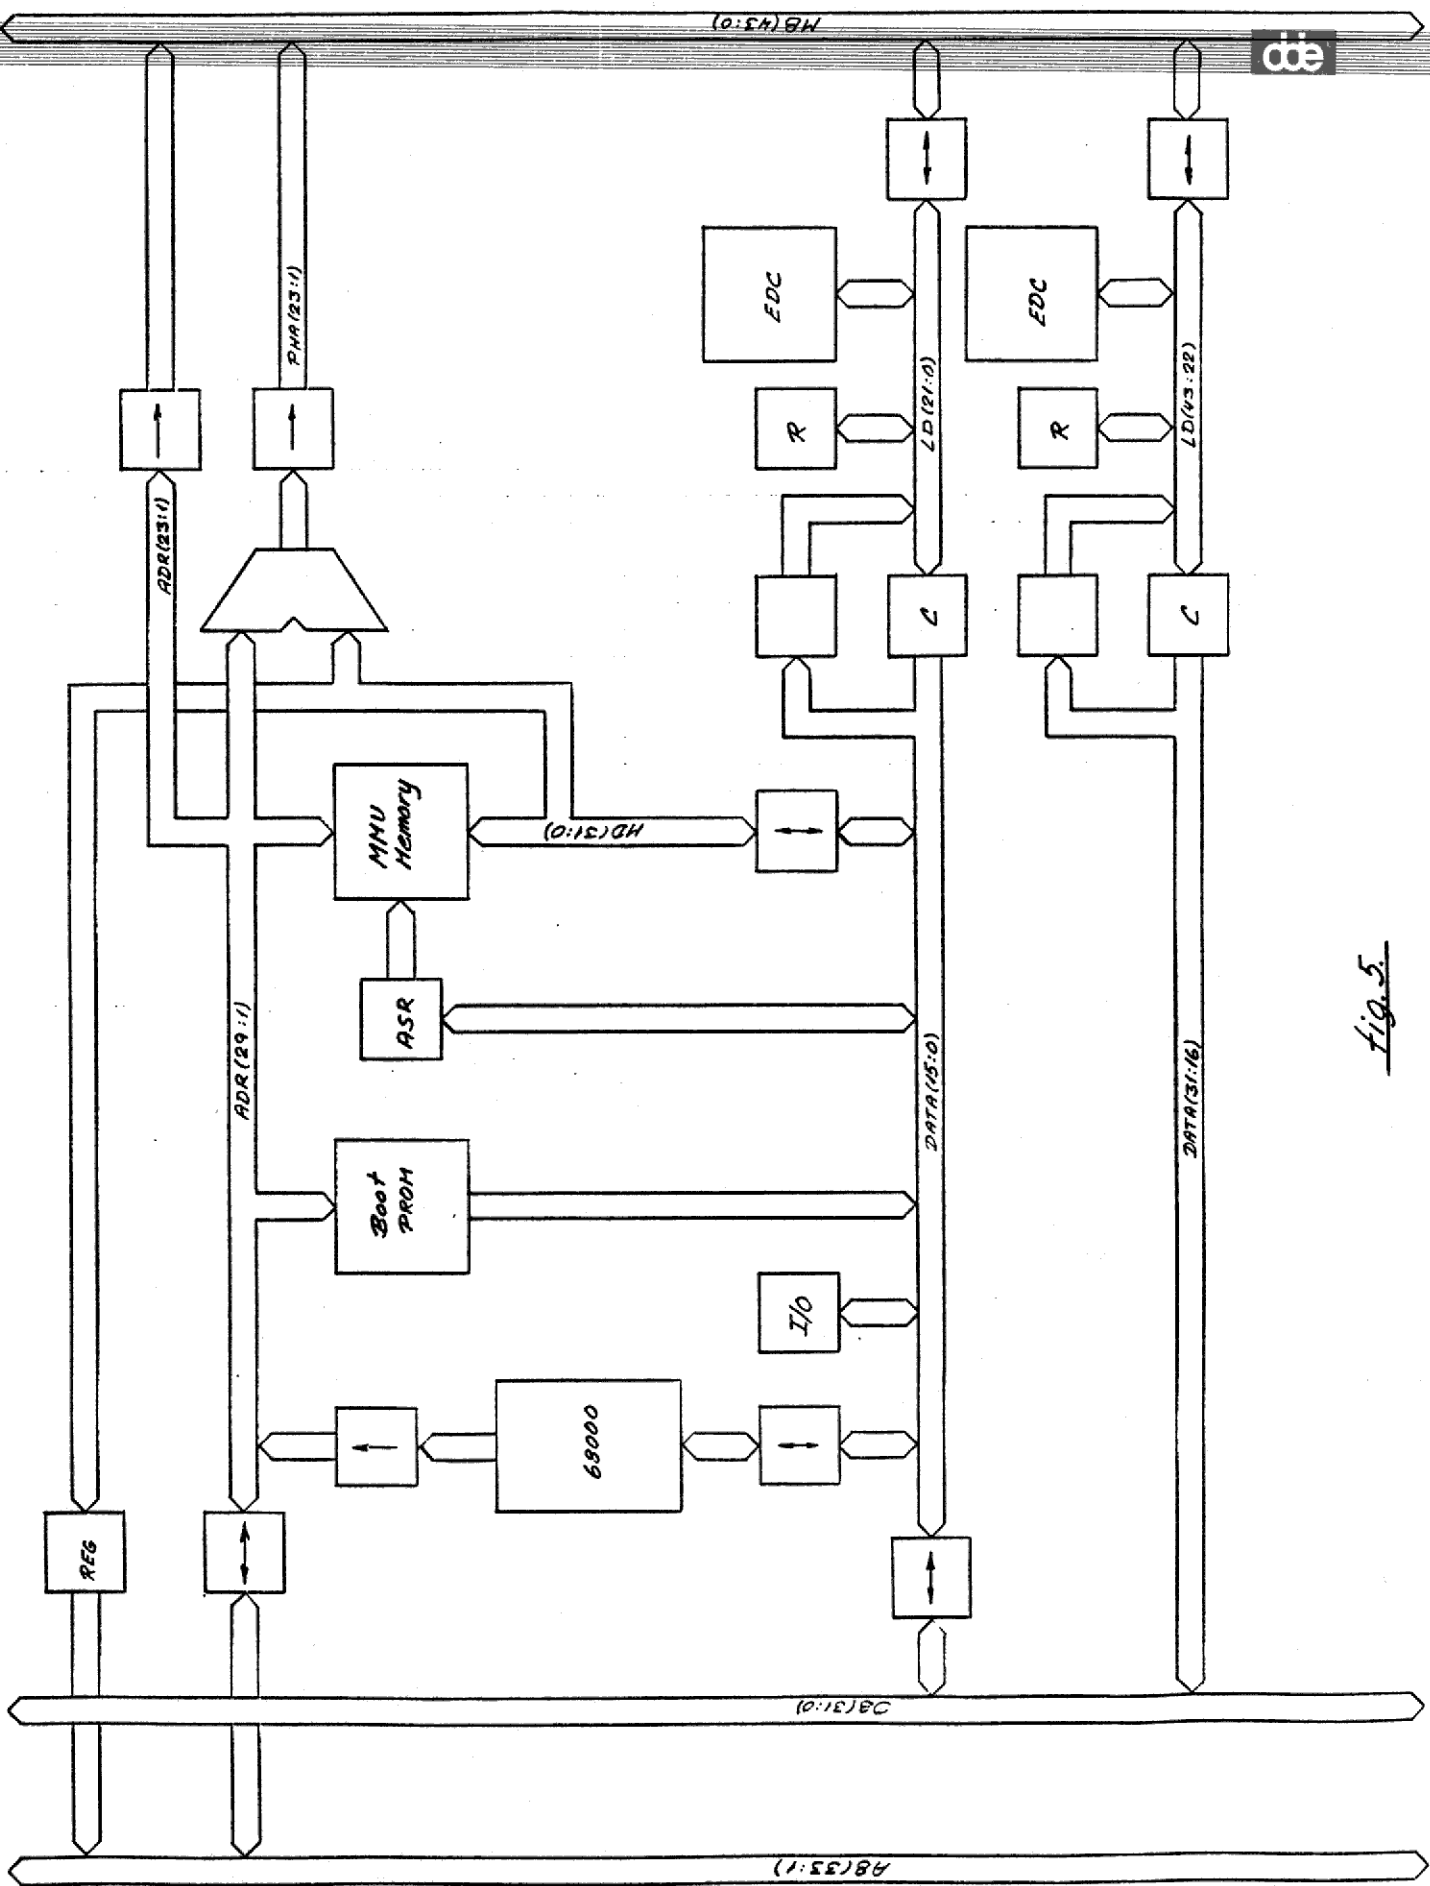 MB(43:0)
dde
PHA(23:1)
EDC
EDC
LD(21:0)
LD(43:22)
R
R
ADR(23:1)
C
C
MMU
Memory
MD(31:0)
ASR
ADR(29:1)
DATA(15:0)
DATA(31:16)
fig. 5.
Boot
PROM
I/O
68000
REG
DB(31:0)
AB(33:1)